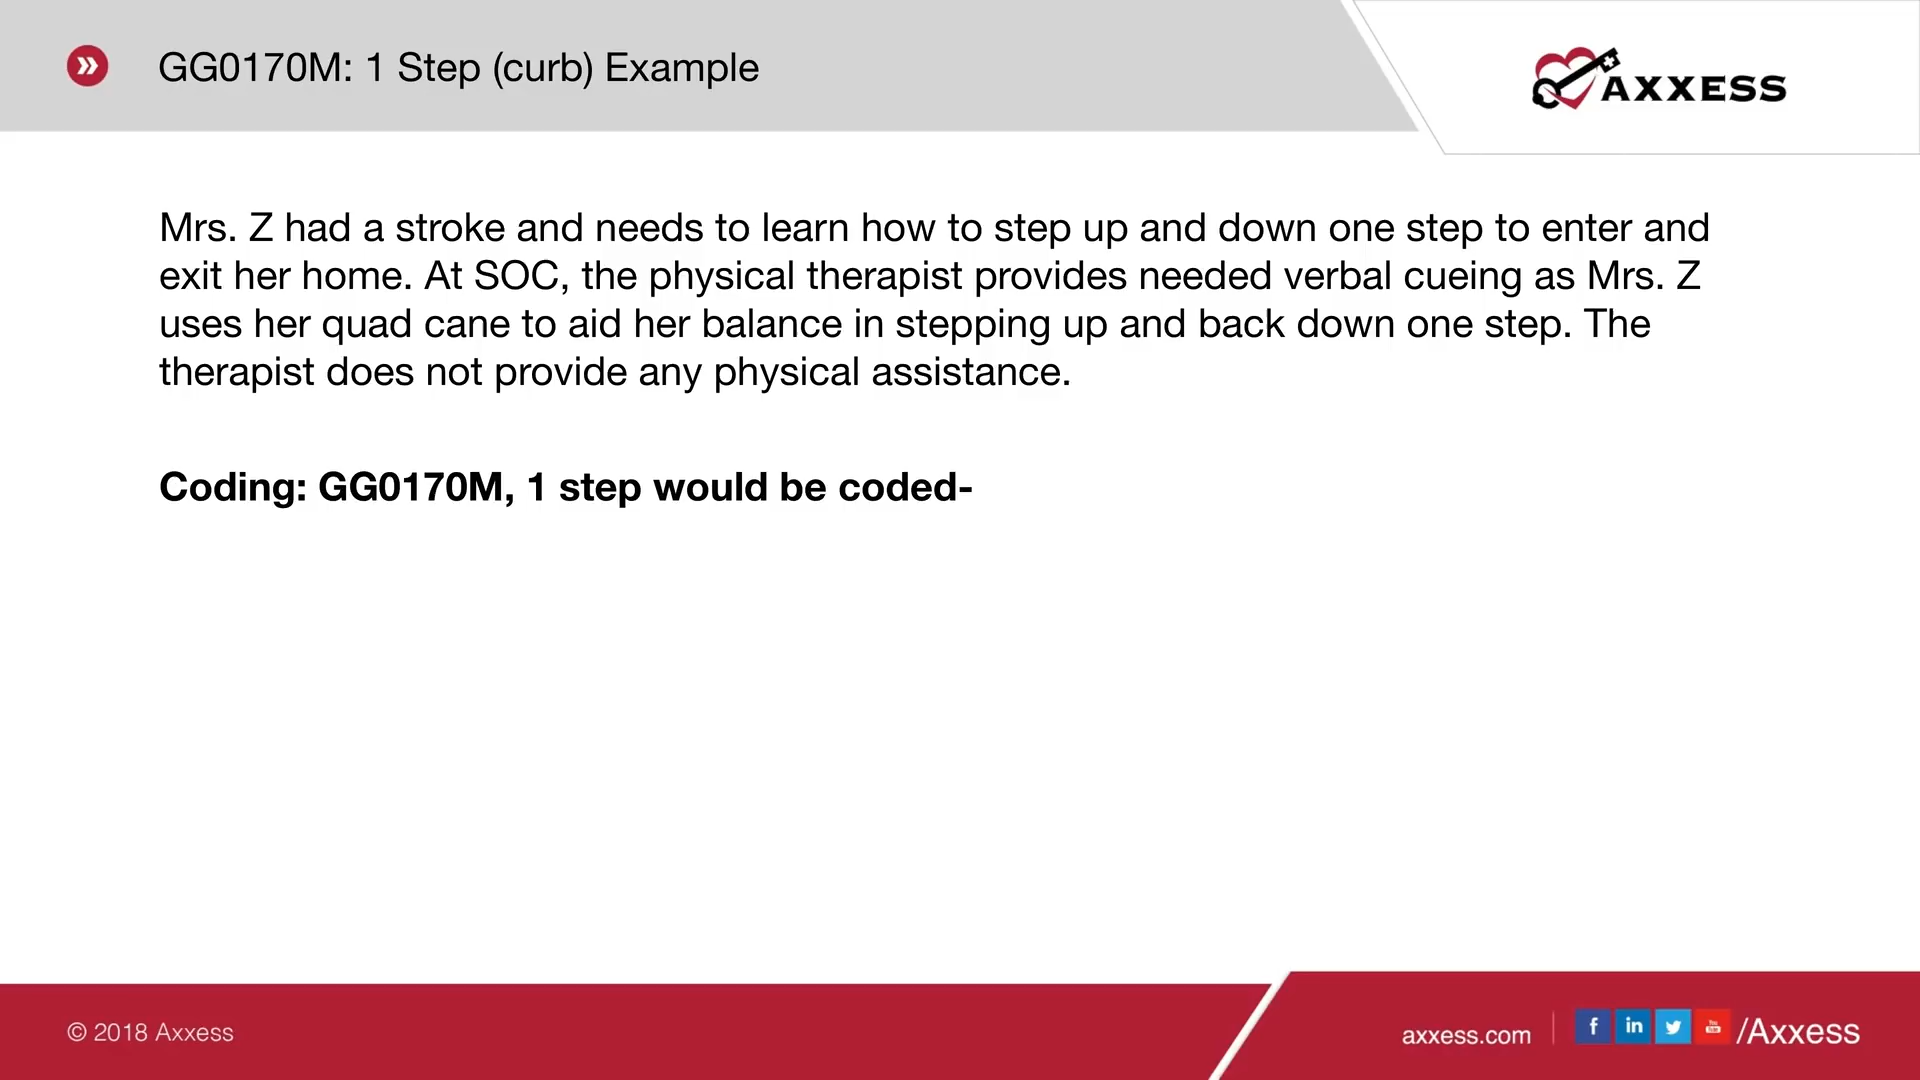 GG0170M: 1 Step (curb) Example
AXXESS
Mrs. Z had a stroke and needs to learn how to step up and down one step to enter and
exit her home. At SOC, the physical therapist provides needed verbal cueing as Mrs. Z
uses her quad cane to aid her balance in stepping up and back down one step. The
therapist does not provide any physical assistance.
Coding: GG0170M, 1 step would be coded-
© 2018 Axxess
axxess.com
/Axxess